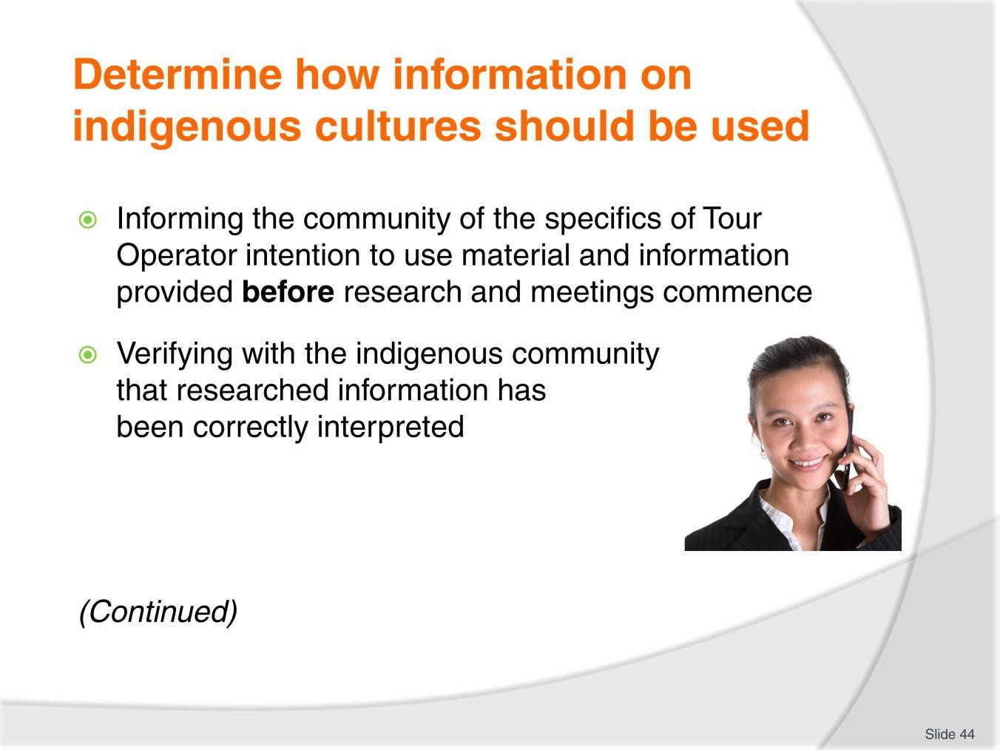 Determine how information on
indigenous cultures should be used
Informing the community of the specifics of Tour
Operator intention to use material and information
provided before research and meetings commence
Verifying with the indigenous community
that researched information has
been correctly interpreted
(Continued)
Slide 44